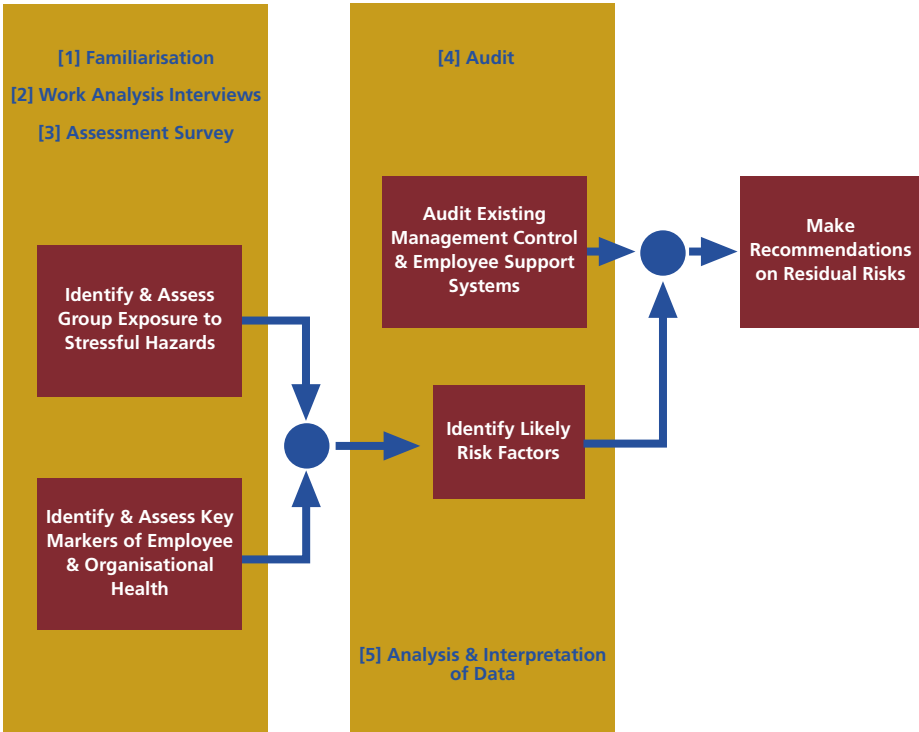 [1] Familiarisation
[2] Work Analysis Interviews
[3] Assessment Survey
Identify & Assess
Group Exposure to
Stressful Hazards
Identify & Assess Key
Markers of Employee
& Organisational
Health
[4] Audit
Audit Existing
Management Control
& Employee Support
Systems
Identify Likely
Risk Factors
[5] Analysis & Interpretation
of Data
Make
Recommendations
on Residual Risks